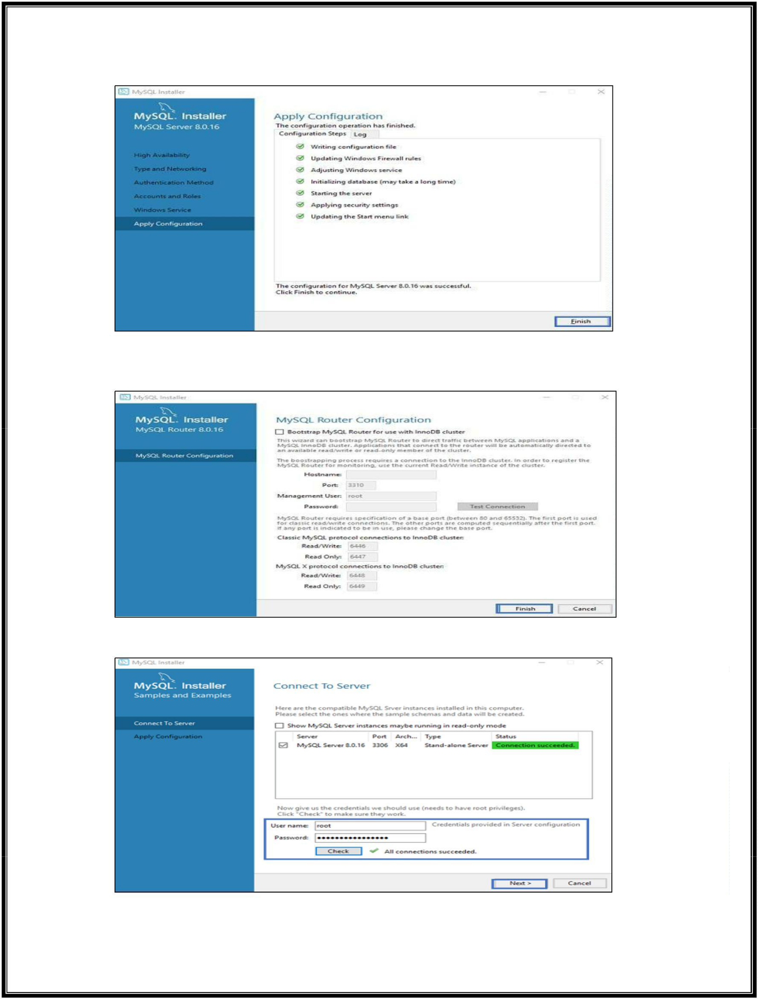 MySQL Installer
MySQL. Installer
MySQL Server 8.0.16
High Availability
Type and Networking
Authentication Method
Accounts and Roles
Windows Service
Apply Configuration
Apply Configuration
The configuration operation has finished.
Configuration Steps Log
Writing configuration file
Updating Windows Firewall rules
Adjusting Windows service
Initializing database (may take a long time)
Starting the server
Applying security settings
Updating the Start menu link
The configuration for MySQL Server 8.0.16 was successful.
Click Finish to continue.
Finish
MySQL Installer
MySQL. Installer
MySQL Router 8.0.16
MySQL Router Configuration
MySQL Router Configuration
Bootstrap MySQL Router for use with InnoDB cluster
This wizard can bootstrap MySQL Router to direct traffic between MySQL applications and a
MySQL InnoDB cluster. Applications that connect to the router will be automatically directed to
an available read/write or read-only member of the cluster.
The boostrapping process requires a connection to the InnoDB cluster. In order to register the
MySQL Router for monitoring, use the current Read/Write instance of the cluster.
Hostname:
Port: 3310
Management User: root
Password: Test Connection
MySQL Router requires specification of a base port (between 80 and 65532). The first port is used
for classic read/write connections. The other ports are computed sequentially after the first port.
If any port is indicated to be in use, please change the base port.
Classic MySQL protocol connections to InnoDB cluster:
Read/Write: 6446
Read Only: 6447
MySQL X protocol connections to InnoDB cluster:
Read/Write: 6448
Read Only: 6449
Finish Cancel
MySQL Installer
MySQL. Installer
Samples and Examples
Connect To Server
Apply Configuration
Connect To Server
Here are the compatible MySQL Srver instances installed in this computer.
Please select the ones where the sample schemas and data will be created.
Show MySQL Server instances maybe running in read-only mode
Server Port Arch... Type Status
MySQL Server 8.0.16 3306 X64 Stand-alone Server Connection succeeded.
Now give us the credentials we should use (needs to have root privileges).
Click "Check" to make sure they work.
User name: root Credentials provided in Server configuration
Password: ••••••••••••••••
Check All connections succeeded.
Next > Cancel